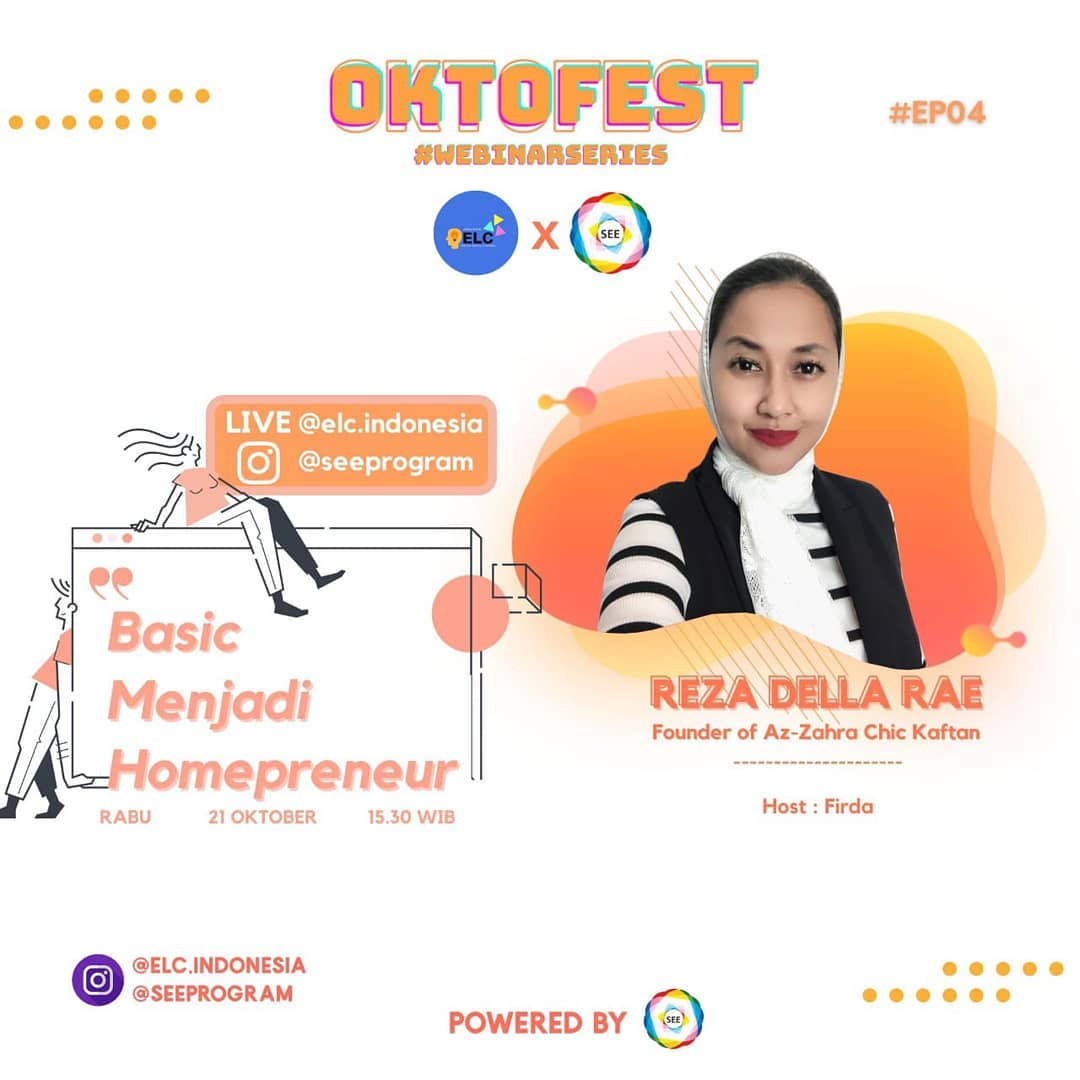 OKTOFEST
#WEBINARSERIES
#EP04
ELC
X
SEE
LIVE @elc.indonesia
@seeprogram
Basic
Menjadi
Homepreneur
RABU 21 OKTOBER 15.30 WIB
REZA DELLA RAE
Founder of Az-Zahra Chic Kaftan
Host : Firda
@ELC.INDONESIA
@SEEPROGRAM
POWERED BY SEE